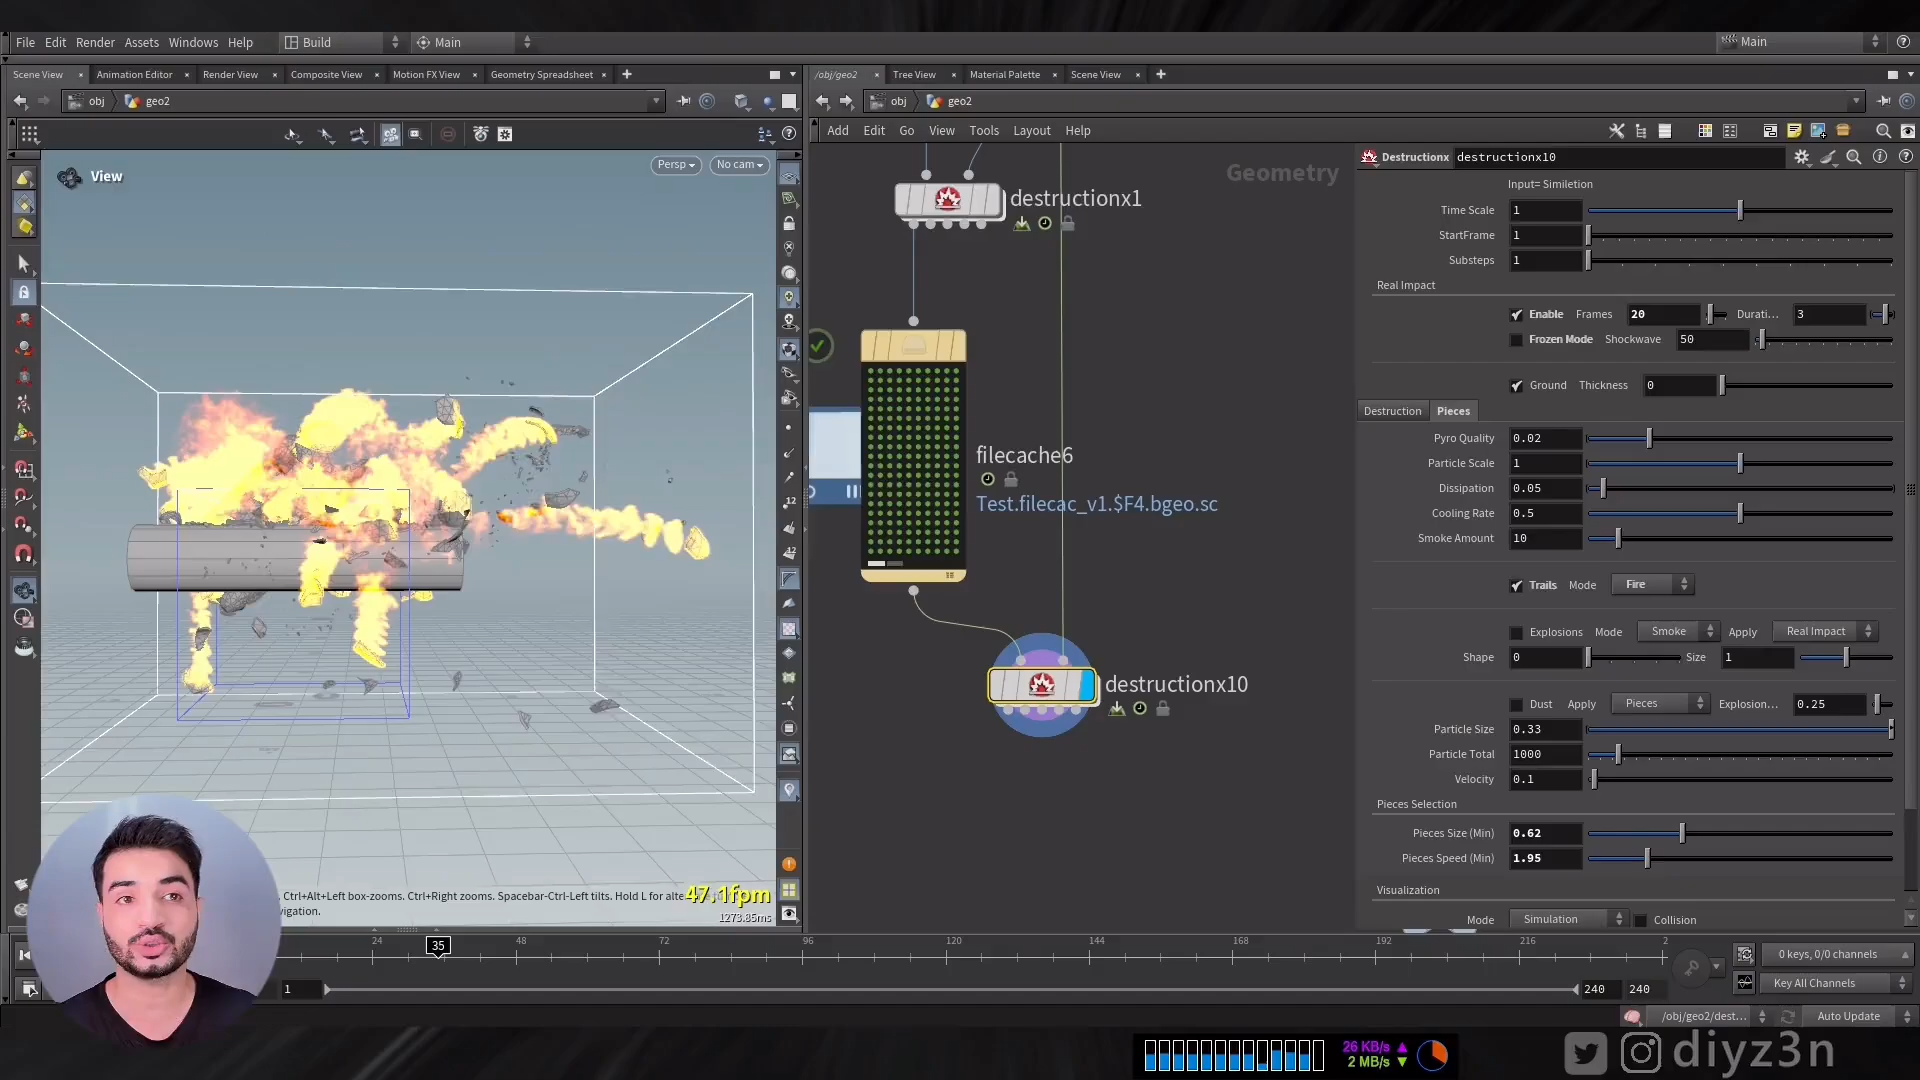 File Edit Render Assets Windows Help Build Main Main
Scene View Animation Editor Render View Composite View Motion FX View Geometry Spreadsheet
/obj/geo2 Tree View Material Palette Scene View
obj geo2
obj geo2
View
Persp
No cam
Ctrl+Alt+Left box-zooms. Ctrl+Right zooms. Spacebar-Ctrl-Left tilts. Hold L for alte
vigation.
47.1fpm
1273.85ms
Add Edit Go View Tools Layout Help
Geometry
destructionx1
filecache6
Test.filecac_v1.$F4.bgeo.sc
destructionx10
Destructionx destructionx10
Input= Similetion
Time Scale 1
StartFrame 1
Substeps 1
Real Impact
Enable Frames 20 Durati... 3
Frozen Mode Shockwave 50
Ground Thickness 0
Destruction Pieces
Pyro Quality 0.02
Particle Scale 1
Dissipation 0.05
Cooling Rate 0.5
Smoke Amount 10
Trails Mode Fire
Explosions Mode Smoke Apply Real Impact
Shape 0 Size 1
Dust Apply Pieces Explosion... 0.25
Particle Size 0.33
Particle Total 1000
Velocity 0.1
Pieces Selection
Pieces Size (Min) 0.62
Pieces Speed (Min) 1.95
Visualization
Mode Simulation Collision
24 35 48 72 96 120 144 168 192 216 2
0 keys, 0/0 channels
1 240 240
Key All Channels
/obj/geo2/dest... Auto Update
26 KB/s
2 MB/s
diyz3n